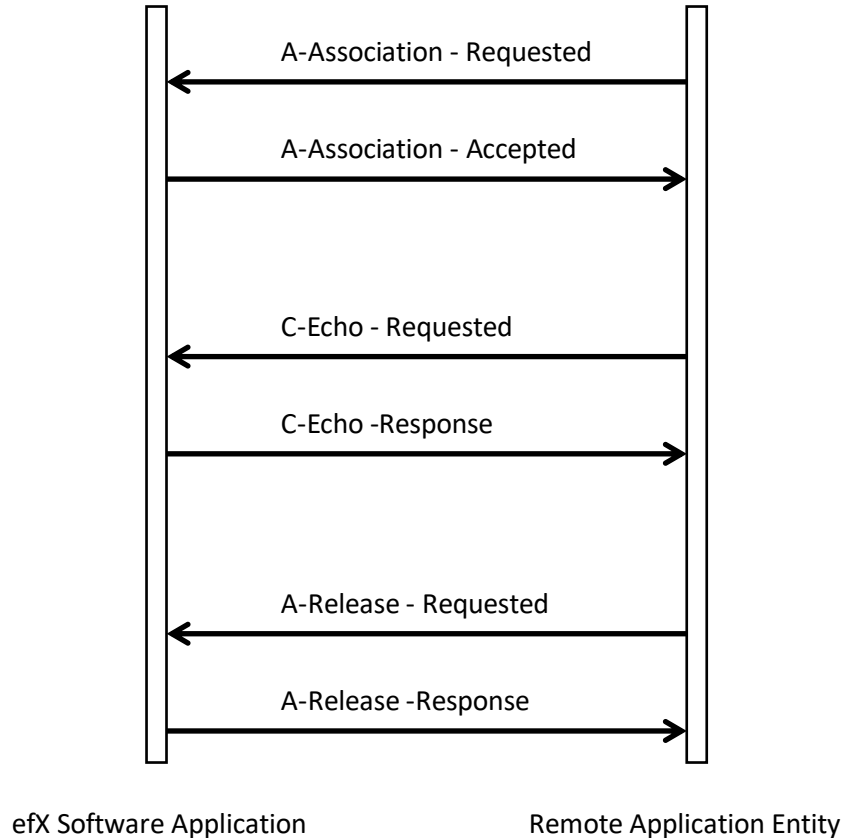 A-Association - Requested
A-Association - Accepted
C-Echo - Requested
C-Echo -Response
A-Release - Requested
A-Release -Response
efX Software Application
Remote Application Entity